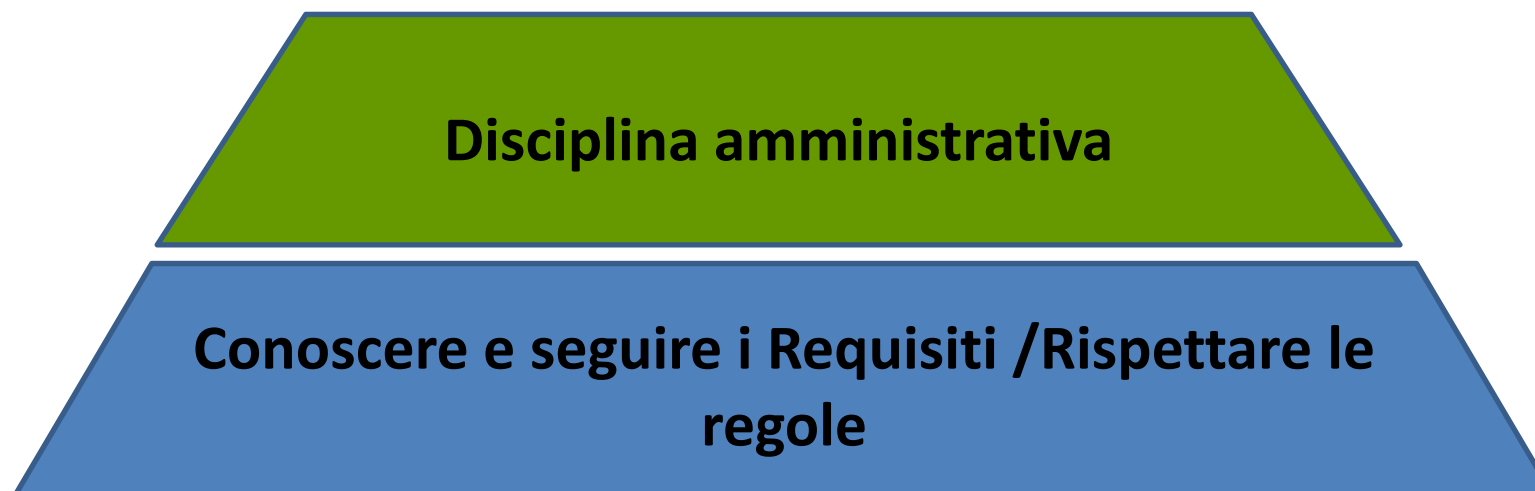 Disciplina amministrativa
Conoscere e seguire i Requisiti /Rispettare le
regole